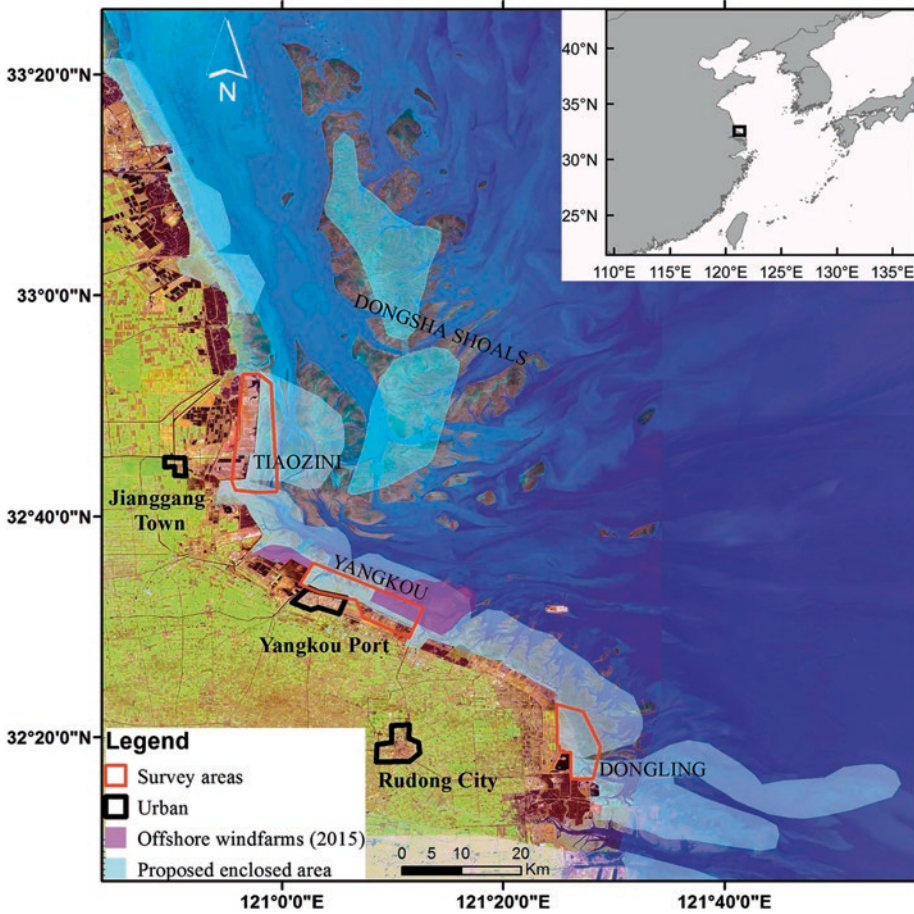 33°20'0"N
33°0'0"N
32°40'0"N
32°20'0"N
N
40°N
35°N
30°N
25°N
110°E 115°E 120°E 125°E 130°E 135°E
DONGSHA SHOALS
TIAOZINI
Jianggang
Town
YANGKOU
Yangkou Port
Rudong City
DONGLING
Legend
Survey areas
Urban
Offshore windfarms (2015)
Proposed enclosed area
0 5 10 20
Km
121°0'0"E 121°20'0"E 121°40'0"E